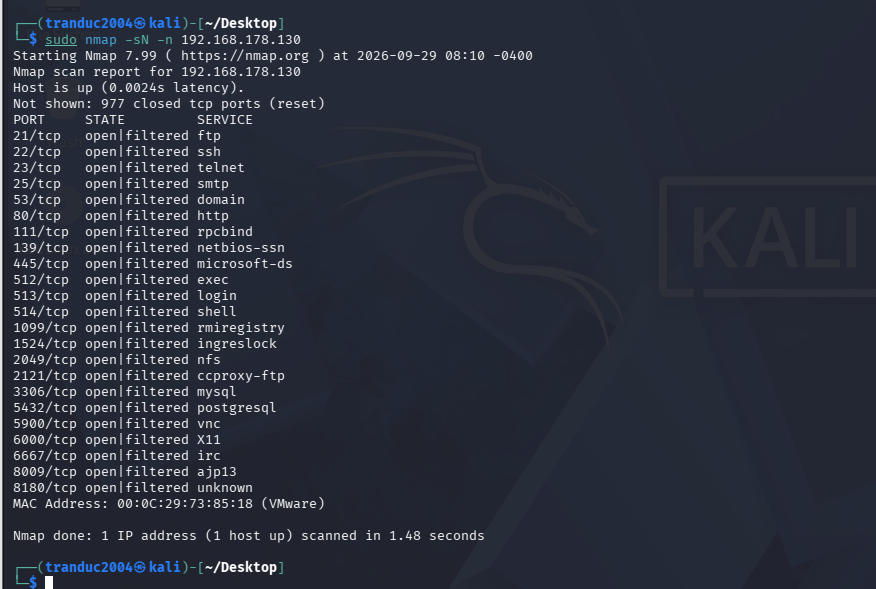 ┌──(tranduc2004㉿kali)-[~/Desktop]
└─$ sudo nmap -sN -n 192.168.178.130
Starting Nmap 7.99 ( https://nmap.org ) at 2026-09-29 08:10 -0400
Nmap scan report for 192.168.178.130
Host is up (0.0024s latency).
Not shown: 977 closed tcp ports (reset)
PORT     STATE         SERVICE
21/tcp   open|filtered ftp
22/tcp   open|filtered ssh
23/tcp   open|filtered telnet
25/tcp   open|filtered smtp
53/tcp   open|filtered domain
80/tcp   open|filtered http
111/tcp  open|filtered rpcbind
139/tcp  open|filtered netbios-ssn
445/tcp  open|filtered microsoft-ds
512/tcp  open|filtered exec
513/tcp  open|filtered login
514/tcp  open|filtered shell
1099/tcp open|filtered rmiregistry
1524/tcp open|filtered ingreslock
2049/tcp open|filtered nfs
2121/tcp open|filtered ccproxy-ftp
3306/tcp open|filtered mysql
5432/tcp open|filtered postgresql
5900/tcp open|filtered vnc
6000/tcp open|filtered X11
6667/tcp open|filtered irc
8009/tcp open|filtered ajp13
8180/tcp open|filtered unknown
MAC Address: 00:0C:29:73:85:18 (VMware)
Nmap done: 1 IP address (1 host up) scanned in 1.48 seconds
┌──(tranduc2004㉿kali)-[~/Desktop]
└─$
KALI